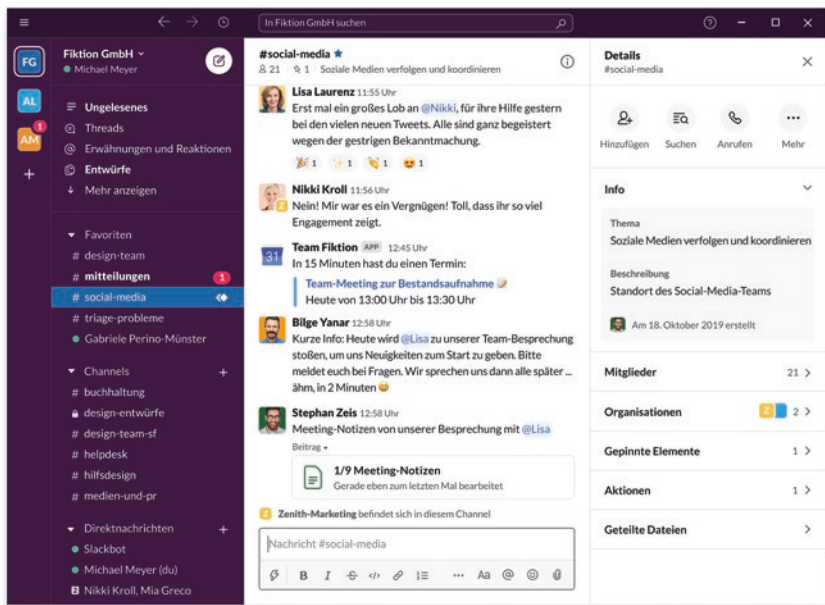 In Fiktion GmbH suchen
FG
AL
AM
1
Fiktion GmbH
Michael Meyer
Ungelesenes
Threads
Erwähnungen und Reaktionen
Entwürfe
Mehr anzeigen
Favoriten
# design-team
# mitteilungen 1
# social-media
# triage-probleme
Gabriele Perino-Münster
Channels +
# buchhaltung
design-entwürfe
# design-team-sf
# helpdesk
# hilfsdesign
# medien-und-pr
Direktnachrichten +
Slackbot
Michael Meyer (du)
2 Nikki Kroll, Mia Greco
#social-media
21 | 1 | Soziale Medien verfolgen und koordinieren
Lisa Laurenz 11:55 Uhr
Erst mal ein großes Lob an @Nikki, für ihre Hilfe gestern
bei den vielen neuen Tweets. Alle sind ganz begeistert
wegen der gestrigen Bekanntmachung.
🎉 1 ✨ 1 👏 1 😍 1
Nikki Kroll 11:56 Uhr
Z
Nein! Mir war es ein Vergnügen! Toll, dass ihr so viel
Engagement zeigt.
31
Team Fiktion APP 12:45 Uhr
In 15 Minuten hast du einen Termin:
Team-Meeting zur Bestandsaufnahme 📝
Heute von 13:00 Uhr bis 13:30 Uhr
Bilge Yanar 12:58 Uhr
Kurze Info: Heute wird @Lisa zu unserer Team-Besprechung
stoßen, um uns Neuigkeiten zum Start zu geben. Bitte
meldet euch bei Fragen. Wir sprechen uns dann alle später ...
ähm, in 2 Minuten 😄
Stephan Zeis 12:58 Uhr
Meeting-Notizen von unserer Besprechung mit @Lisa
Beitrag
1/9 Meeting-Notizen
Gerade eben zum letzten Mal bearbeitet
Z Zenith-Marketing befindet sich in diesem Channel
Nachricht #social-media
B I S </> ... Aa @
Details
#social-media
Hinzufügen Suchen Anrufen Mehr
Info
Thema
Soziale Medien verfolgen und koordinieren
Beschreibung
Standort des Social-Media-Teams
Am 18. Oktober 2019 erstellt
Mitglieder 21 >
Organisationen Z 2 >
Gepinnte Elemente 1 >
Aktionen 1 >
Geteilte Dateien >